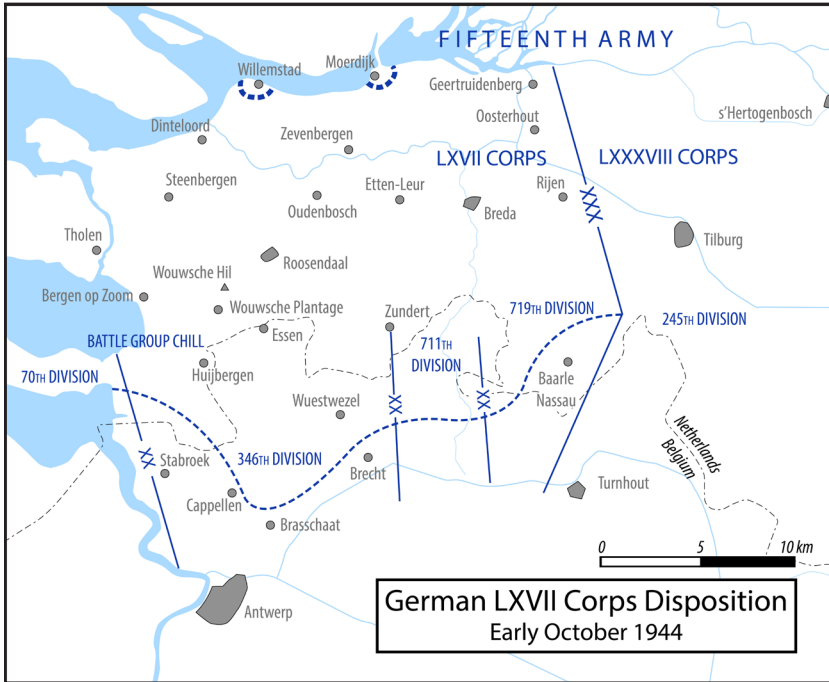 FIFTEENTH ARMY
Willemstad
Moerdijk
Geertruidenberg
s'Hertogenbosch
Oosterhout
Dinteloord
Zevenbergen
LXVII CORPS
LXXXVIII CORPS
Steenbergen
Etten-Leur
Rijen
Oudenbosch
Breda
Tholen
Tilburg
Roosendaal
Wouwsche Hil
Bergen op Zoom
Wouwsche Plantage
Zundert
719TH DIVISION
245TH DIVISION
Essen
BATTLE GROUP CHILL
711TH
DIVISION
70TH DIVISION
Huijbergen
Baarle
Nassau
Wuestwezel
Netherlands
Belgium
Stabroek
346TH DIVISION
Brecht
Turnhout
Cappellen
Brasschaat
0 5 10 km
Antwerp
German LXVII Corps Disposition
Early October 1944